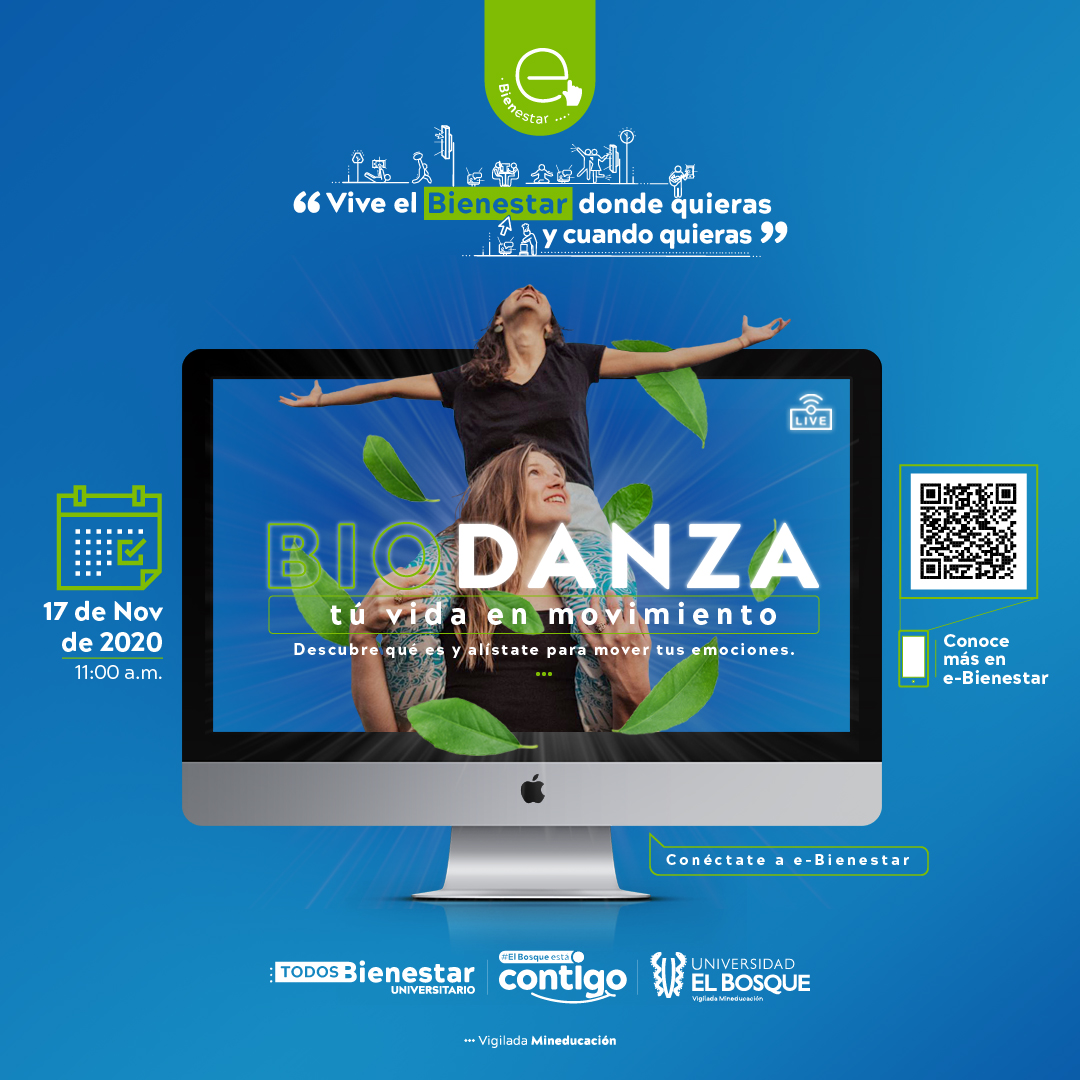 e
Bienestar
“Vive el Bienestar donde quieras
y cuando quieras”
LIVE
BIODANZA
tú vida en movimiento
Descubre qué es y alístate para mover tus emociones.
17 de Nov
de 2020
11:00 a.m.
Conoce
más en
e-Bienestar
Conéctate a e-Bienestar
TODOS Bienestar
UNIVERSITARIO
#El Bosque está
contigo
UNIVERSIDAD
EL BOSQUE
Vigilada Mineducación
Vigilada Mineducación